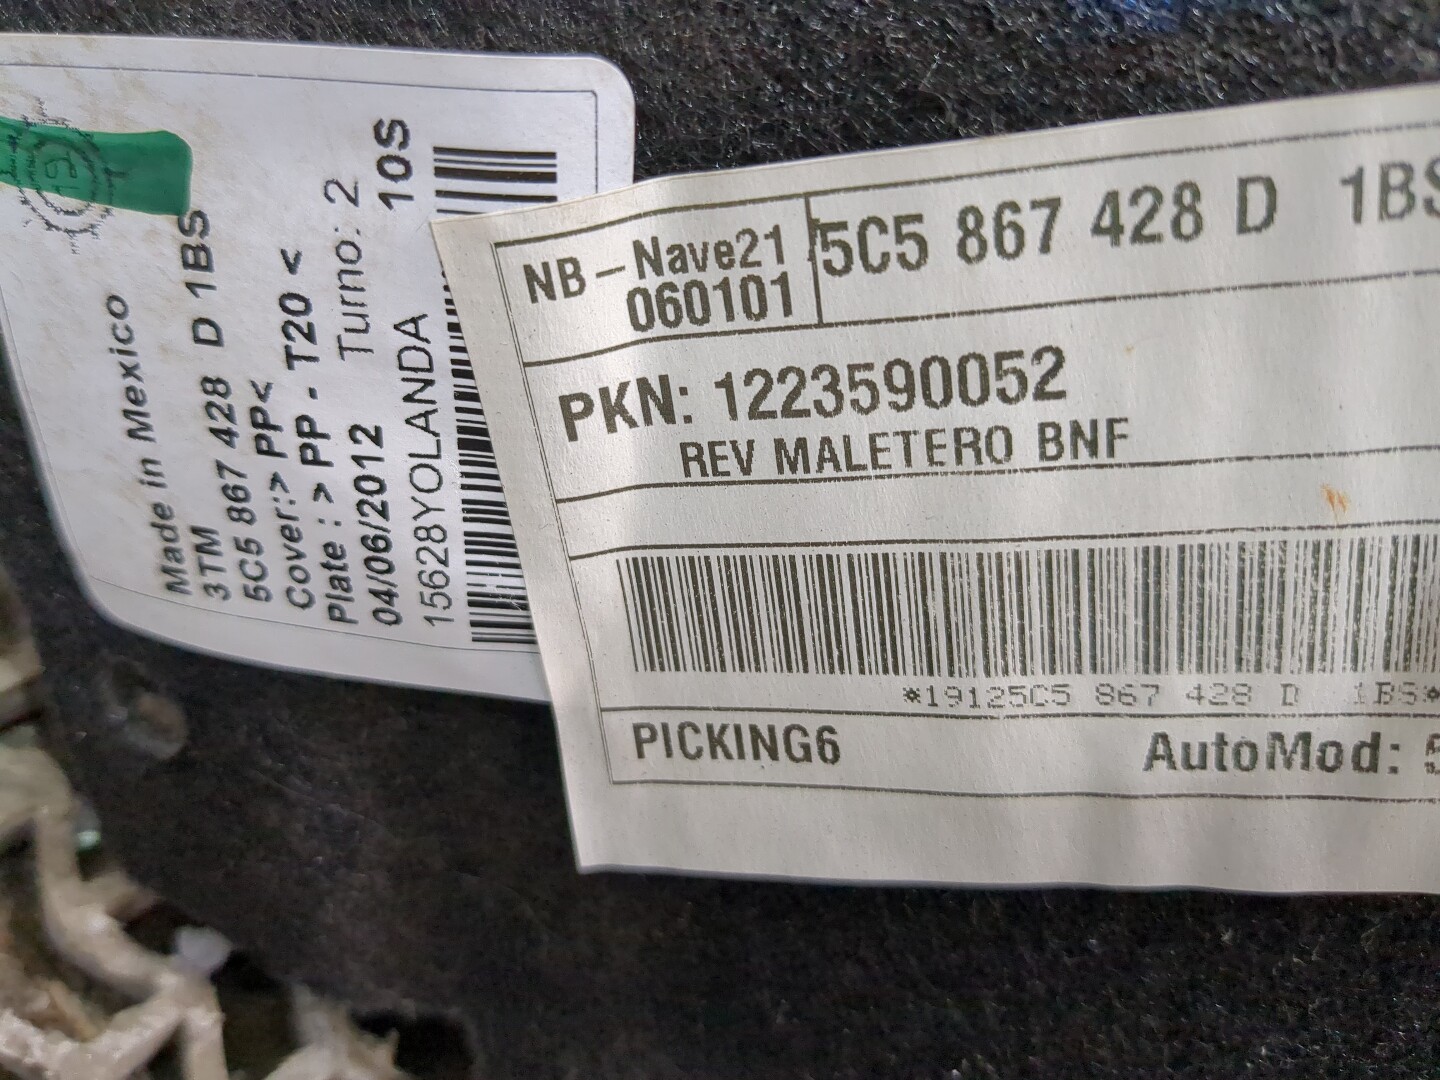 Made in Mexico
3TM
5C5 867 428 D 1BS
Cover:> PP<
Plate : > PP - T20 <
04/06/2012 Turno: 2
15628YOLANDA 10S
NB - Nave21
060101
5C5 867 428 D 1BS
PKN: 1223590052
REV MALETERO BNF
*19125C5 867 428 D 1BS*
PICKING6
AutoMod: 5